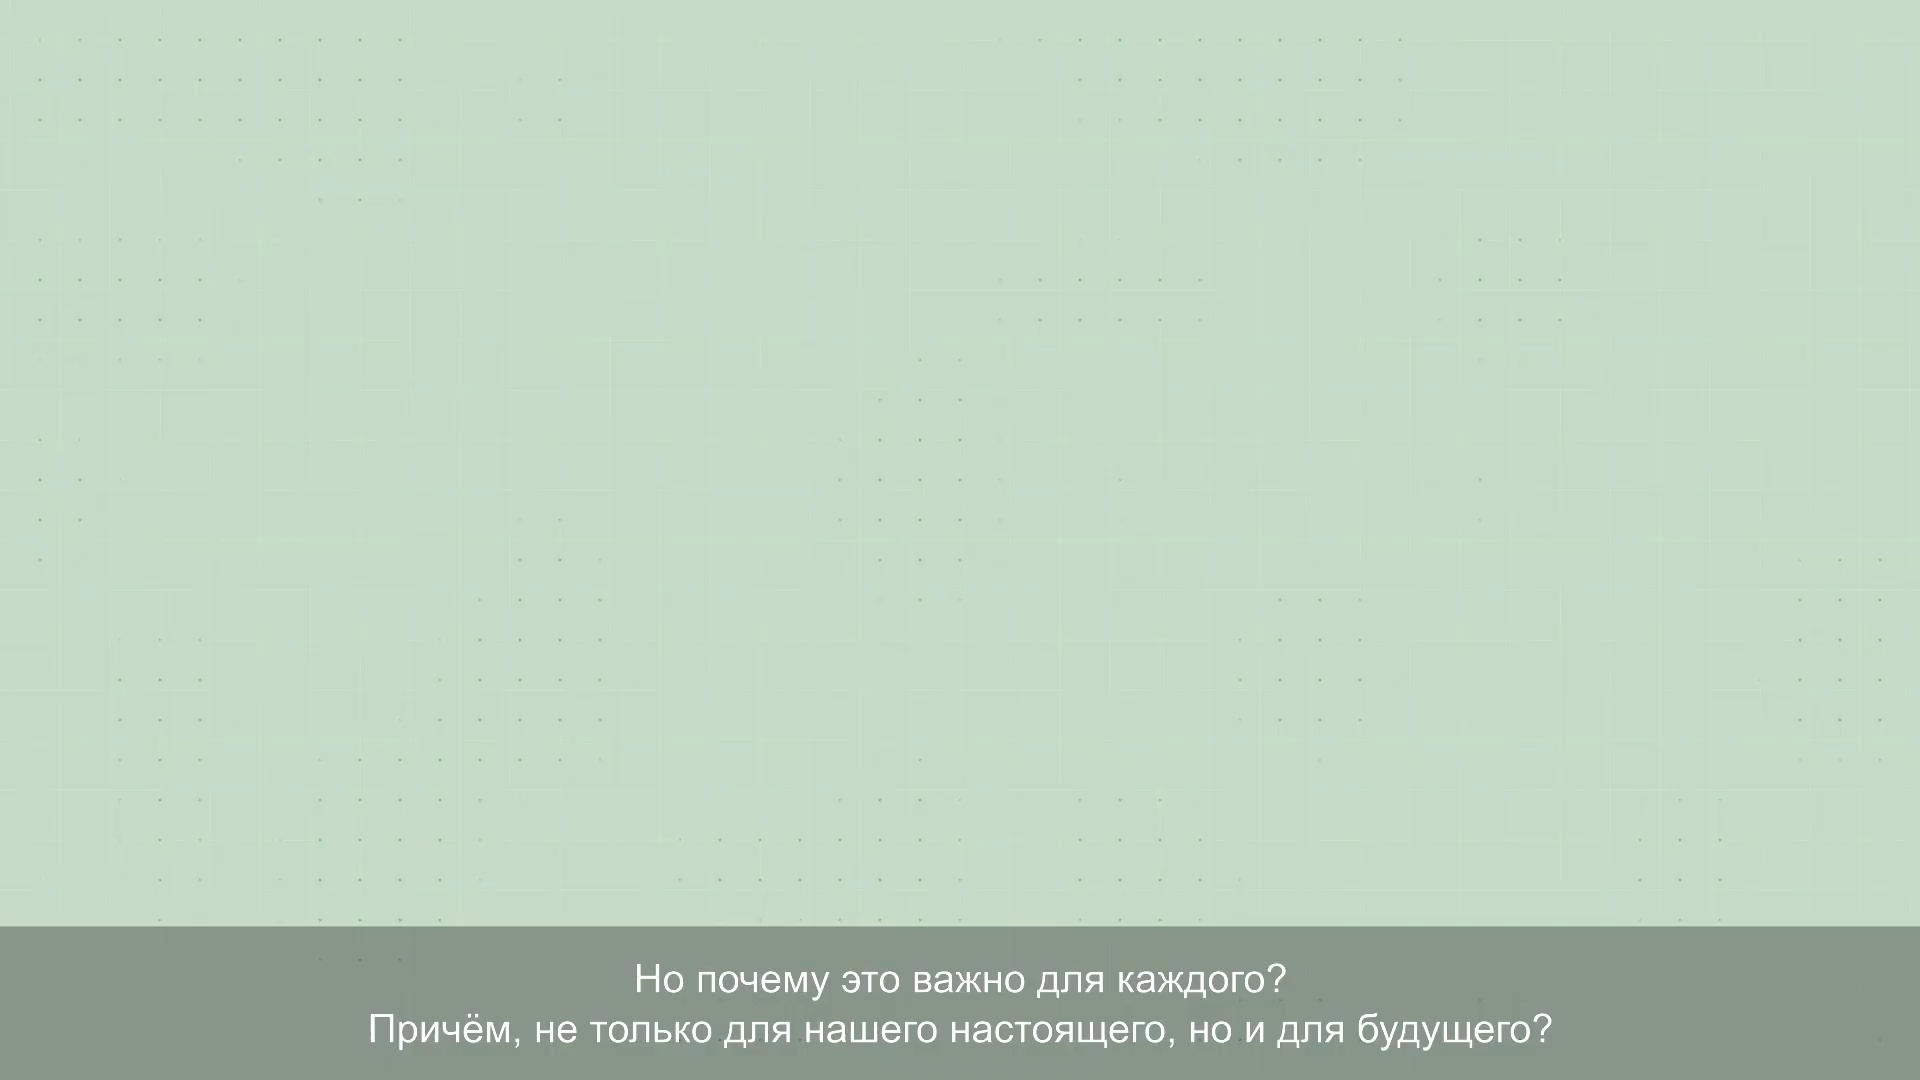 Но почему это важно для каждого?
Причём, не только для нашего настоящего, но и для будущего?